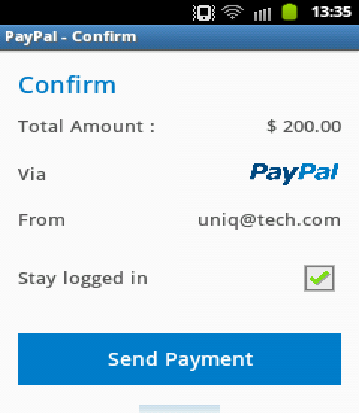 13:35
PayPal - Confirm
Confirm
Total Amount : $ 200.00
Via PayPal
From uniq@tech.com
Stay logged in
Send Payment